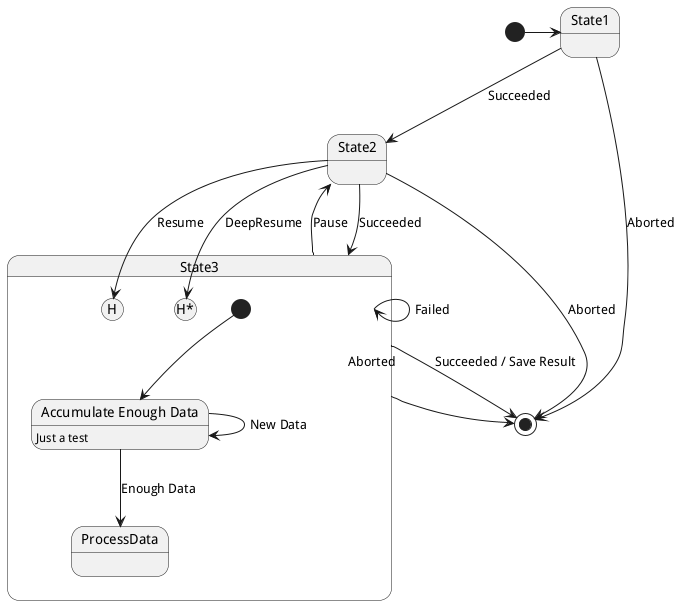 State1
Succeeded
State2
Resume
DeepResume
Pause
Succeeded
Aborted
State3
H
H*
Failed
Aborted
Aborted
Succeeded / Save Result
Accumulate Enough Data
Just a test
New Data
Enough Data
ProcessData